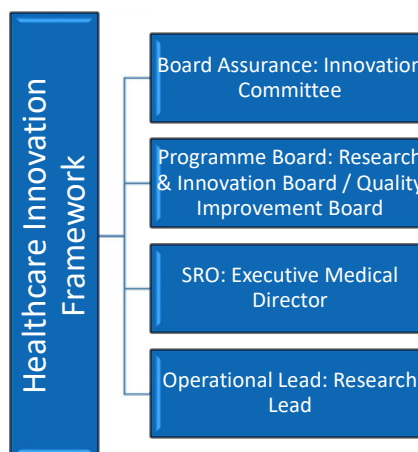 Healthcare Innovation
Framework
Board Assurance: Innovation
Committee
Programme Board: Research
& Innovation Board / Quality
Improvement Board
SRO: Executive Medical
Director
Operational Lead: Research
Lead